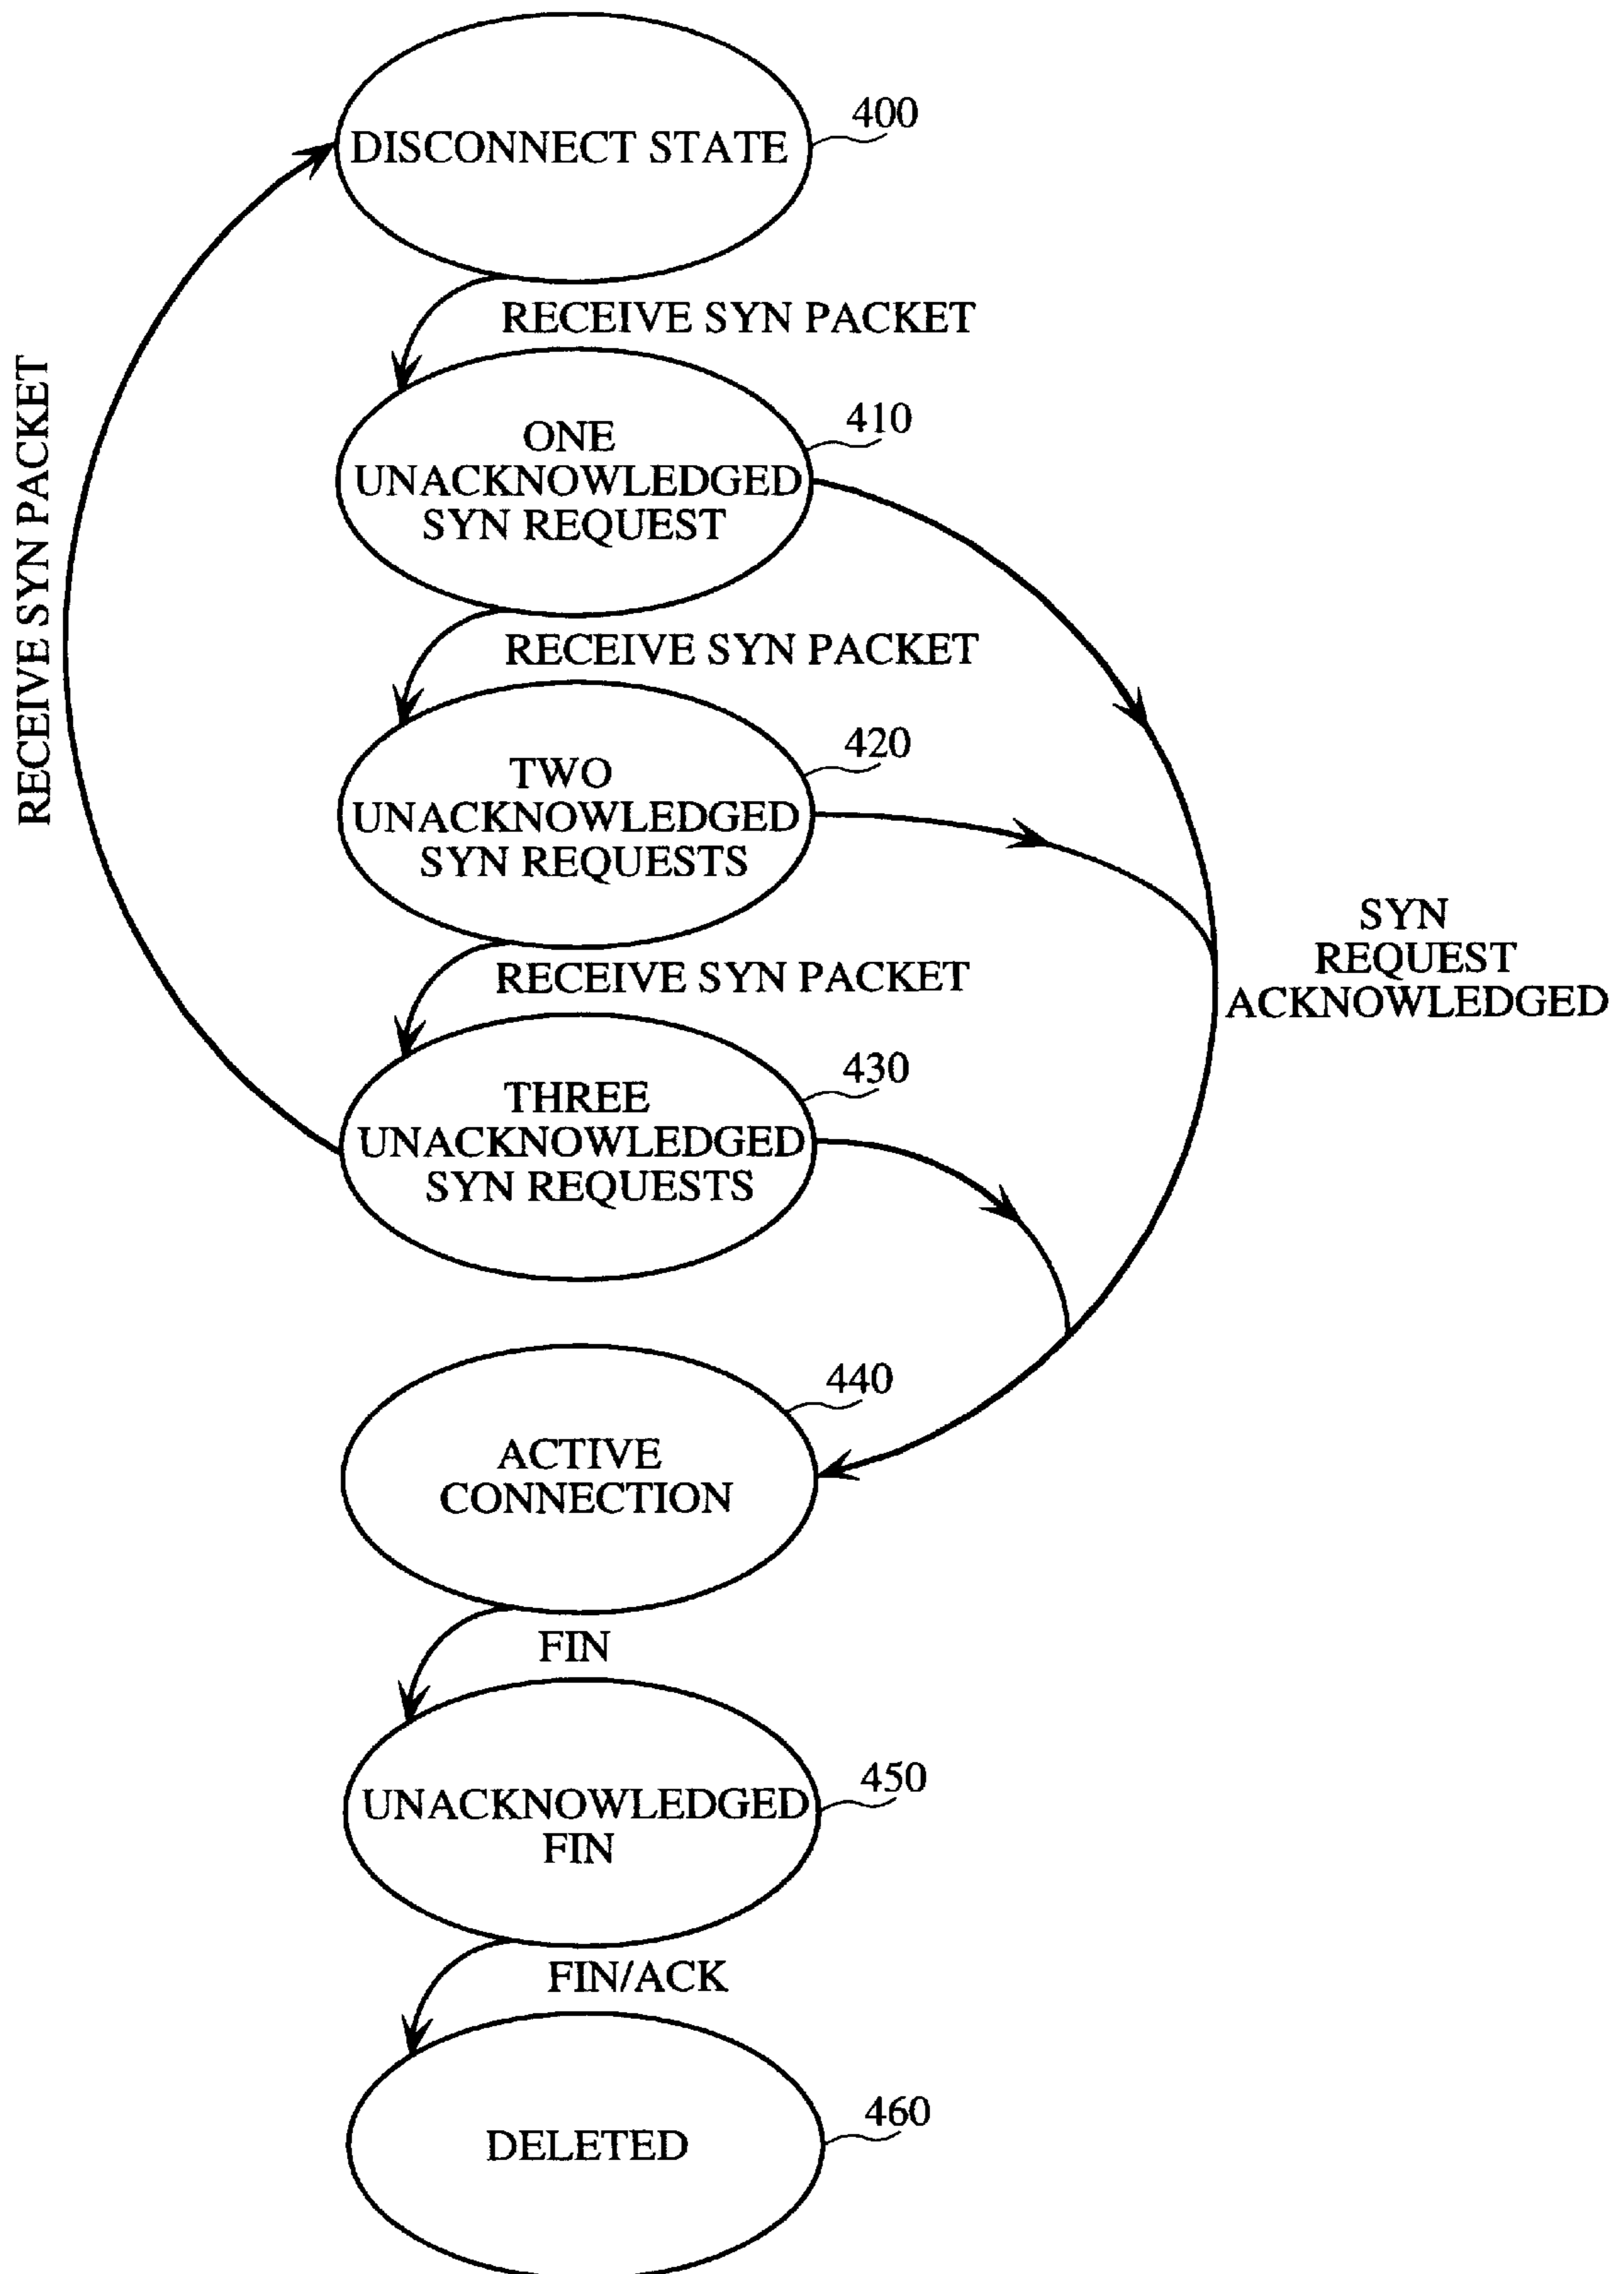 400
DISCONNECT STATE
RECEIVE SYN PACKET
410
ONE
UNACKNOWLEDGED
SYN REQUEST
RECEIVE SYN PACKET
RECEIVE SYN PACKET
420
TWO
UNACKNOWLEDGED
SYN REQUESTS
SYN
REQUEST
ACKNOWLEDGED
RECEIVE SYN PACKET
430
THREE
UNACKNOWLEDGED
SYN REQUESTS
440
ACTIVE
CONNECTION
FIN
450
UNACKNOWLEDGED
FIN
FIN/ACK
460
DELETED